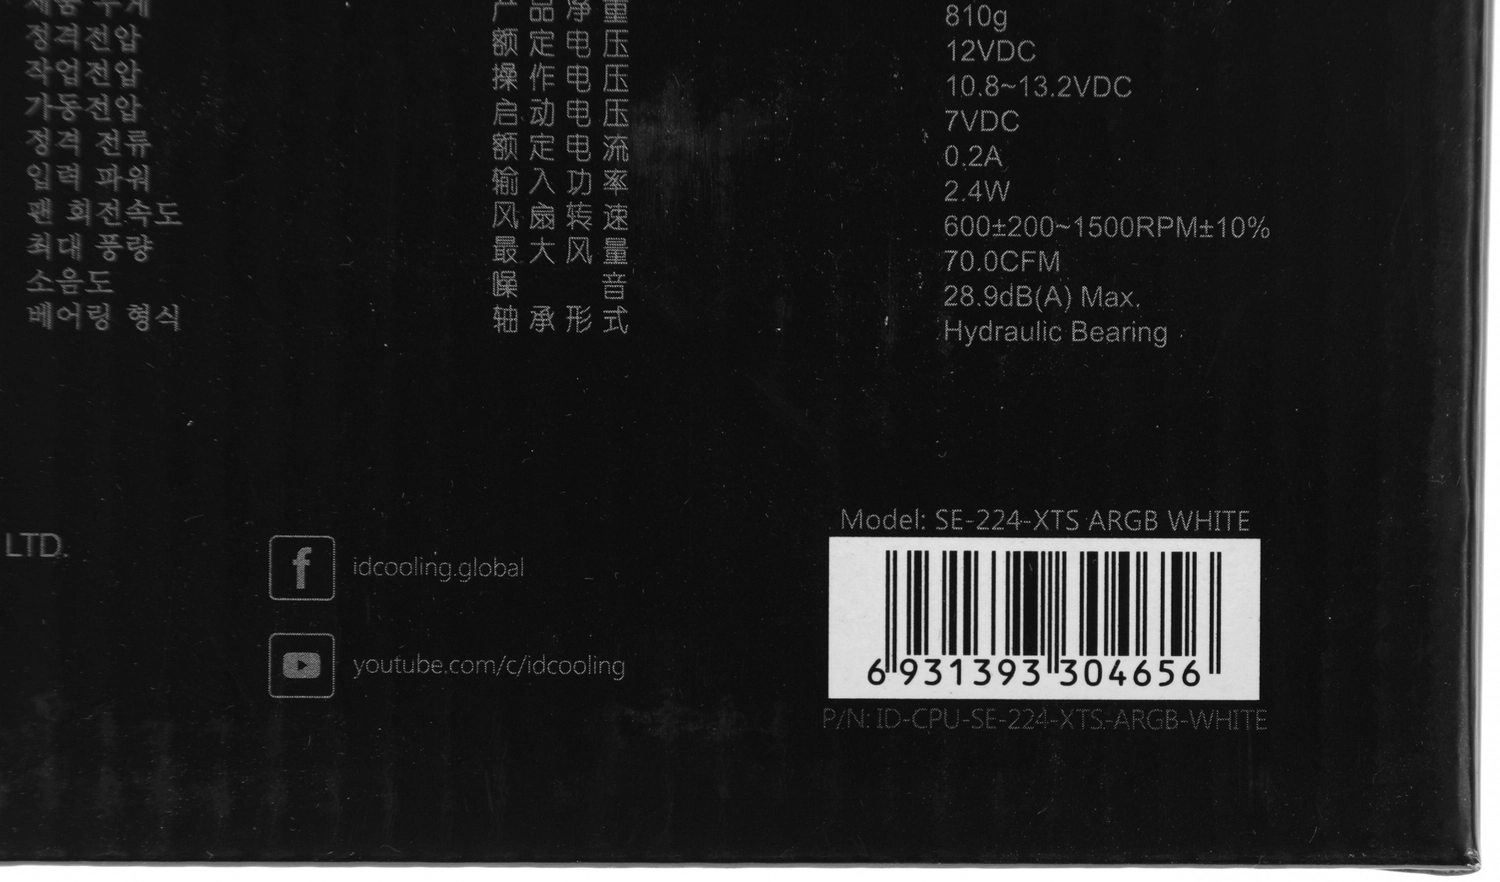 제품 무게 产品净重 810g
정격전압 额定电压 12VDC
작업전압 操作电压 10.8~13.2VDC
가동전압 启动电压 7VDC
정격 전류 额定电流 0.2A
입력 파워 输入功率 2.4W
팬 회전속도 风扇转速 600±200~1500RPM±10%
최대 풍량 最大风量 70.0CFM
소음도 噪音 28.9dB(A) Max.
베어링 형식 轴承形式 Hydraulic Bearing
LTD.
idcooling.global
youtube.com/c/idcooling
Model: SE-224-XTS ARGB WHITE
6 931393 304656
P/N: ID-CPU-SE-224-XTS-ARGB-WHITE